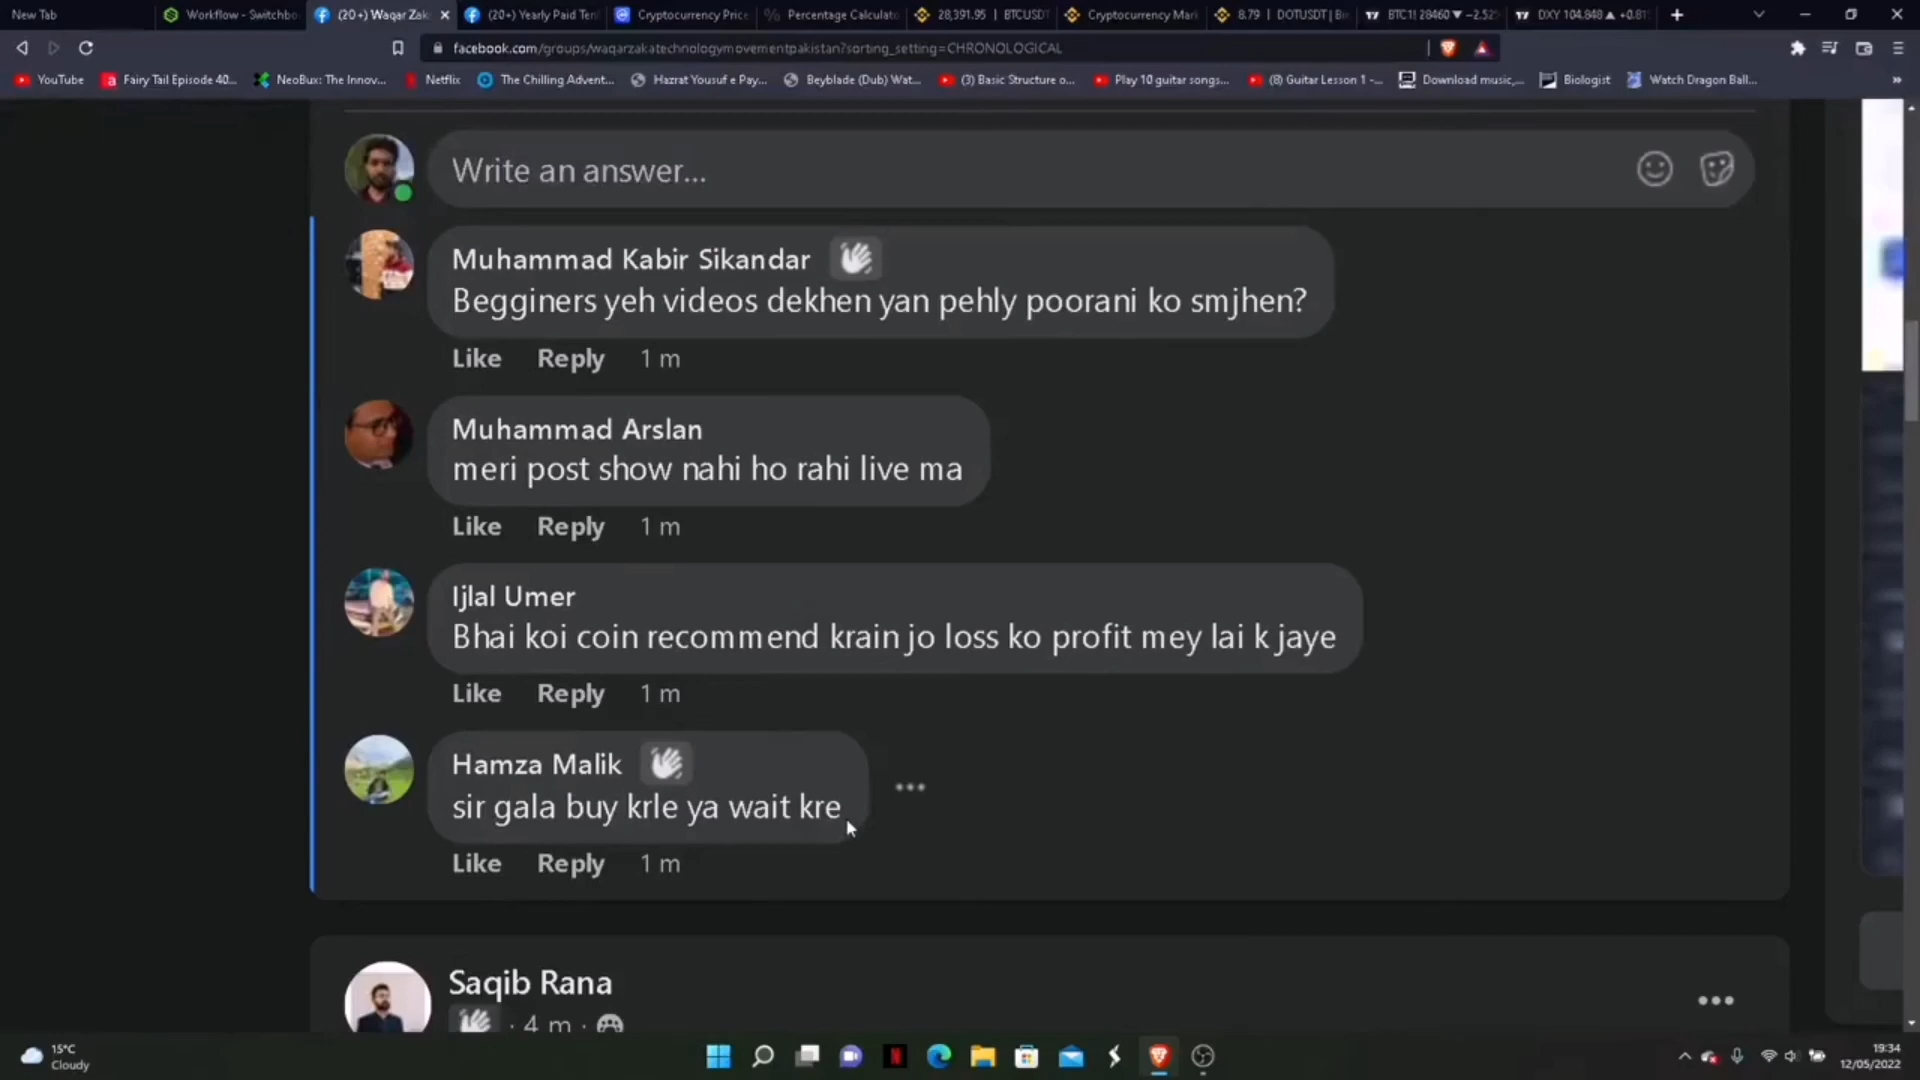 New Tab
Workflow - Switchbo
(20+) Waqar Zak
(20+) Yearly Paid Ten
Cryptocurrency Price
Percentage Calculato
28,391.95 | BTCUSDT
Cryptocurrency Mark
8.79 | DOTUSDT | Bi
BTC1! 28460 ▼ −2.52%
DXY 104.848 ▲ +0.81
facebook.com/groups/waqarzakatechnologymovementpakistan?sorting_setting=CHRONOLOGICAL
YouTube
Fairy Tail Episode 40...
NeoBux: The Innov...
Netflix
The Chilling Advent...
Hazrat Yousuf e Pay...
Beyblade (Dub) Wat...
(3) Basic Structure o...
Play 10 guitar songs...
(8) Guitar Lesson 1 -...
Download music,...
Biologist
Watch Dragon Ball...
Write an answer...
Muhammad Kabir Sikandar
Begginers yeh videos dekhen yan pehly poorani ko smjhen?
Like Reply 1 m
Muhammad Arslan
meri post show nahi ho rahi live ma
Like Reply 1 m
Ijlal Umer
Bhai koi coin recommend krain jo loss ko profit mey lai k jaye
Like Reply 1 m
Hamza Malik
sir gala buy krle ya wait kre
Like Reply 1 m
Saqib Rana
· 4 m ·
15°C
Cloudy
19:34
12/05/2022